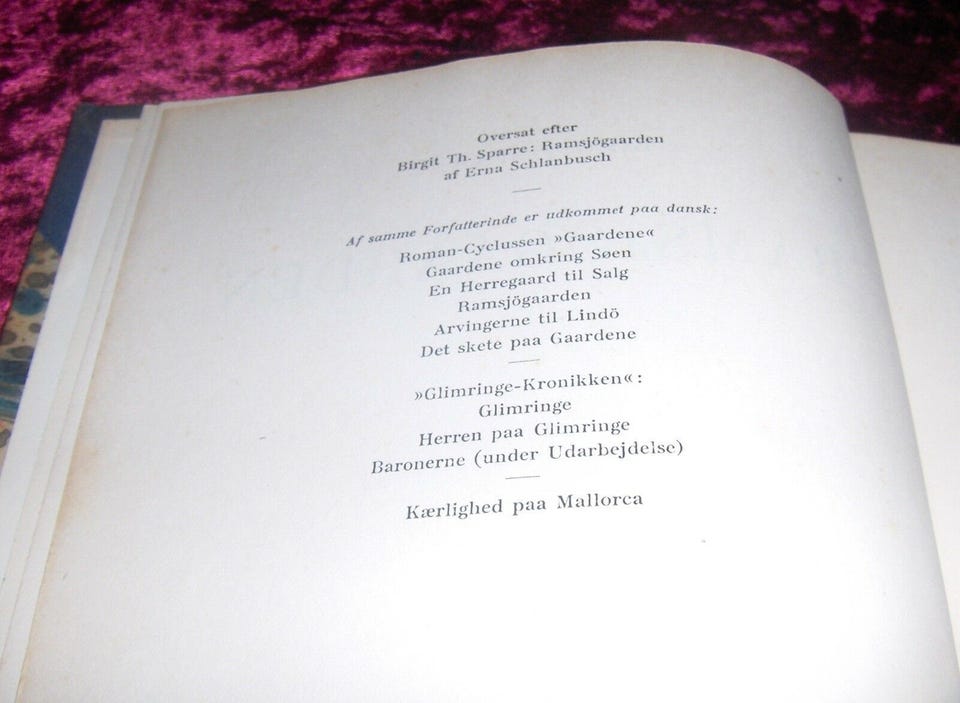 Oversat efter
Birgit Th. Sparre: Ramsjögaarden
af Erna Schlanbusch
Af samme Forfatterinde er udkommet paa dansk:
Roman-Cyclussen »Gaardene«
Gaardene omkring Søen
En Herregaard til Salg
Ramsjögaarden
Arvingerne til Lindö
Det skete paa Gaardene
»Glimringe-Kronikken«:
Glimringe
Herren paa Glimringe
Baronerne (under Udarbejdelse)
Kærlighed paa Mallorca